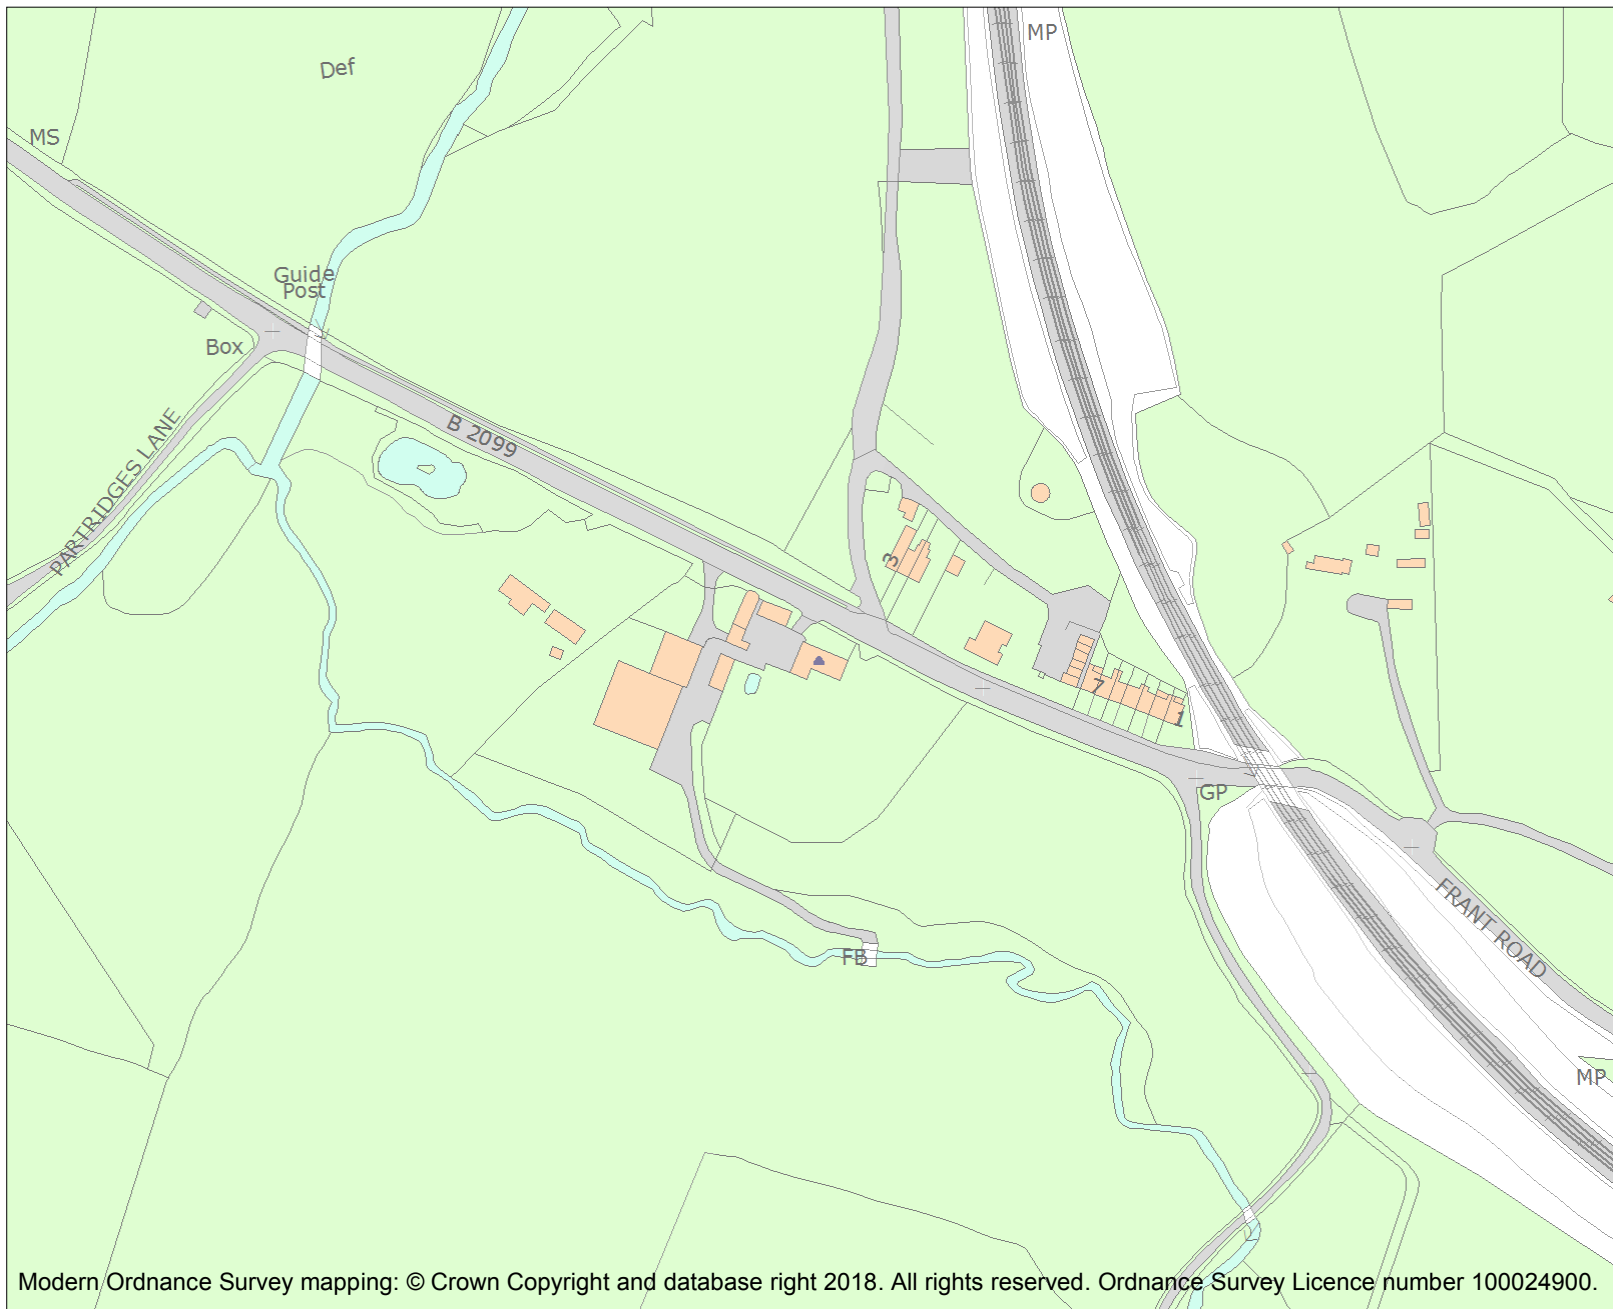 MP
Def
MS
Guide
Post
Box
PARTRIDGES LANE
B 2099
3
7
1
GP
FRANT ROAD
FB
MP
Modern Ordnance Survey mapping: © Crown Copyright and database right 2018. All rights reserved. Ordnance Survey Licence number 100024900.